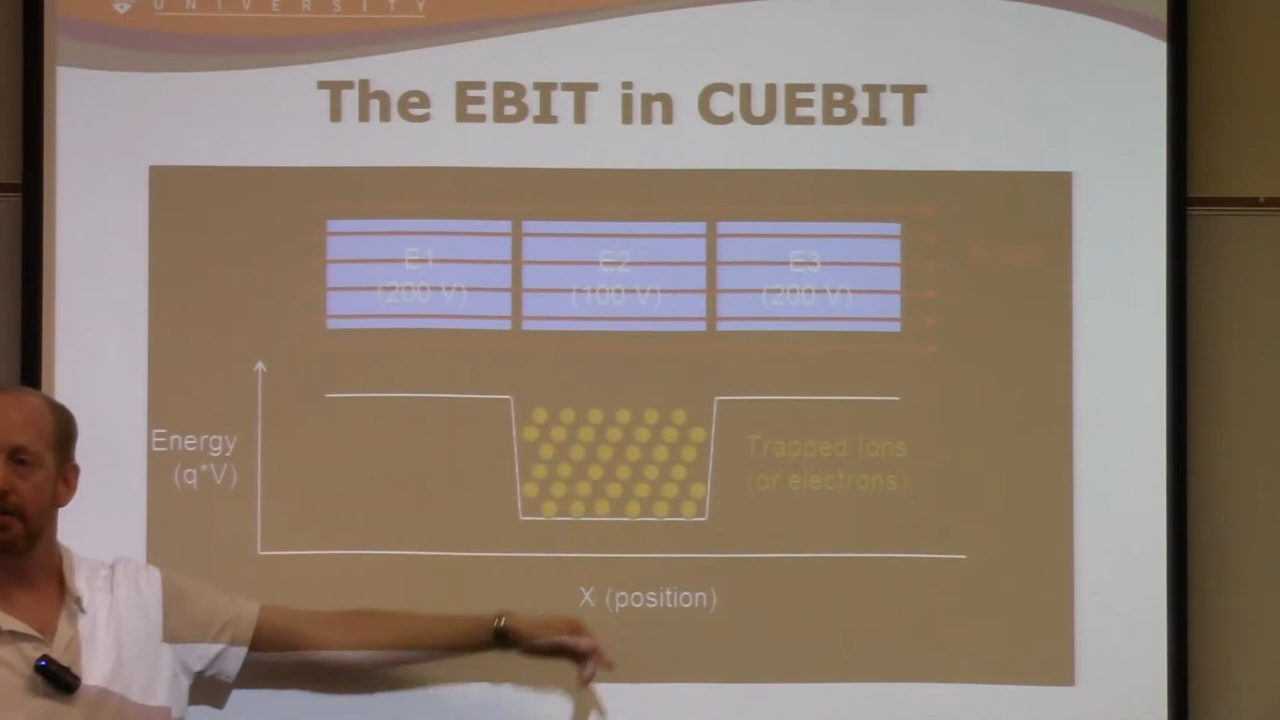 UNIVERSITY
The EBIT in CUEBIT
E1
(200 V)
E2
(100 V)
E3
(200 V)
Energy
(q*V)
Trapped Ions
(or electrons)
X (position)